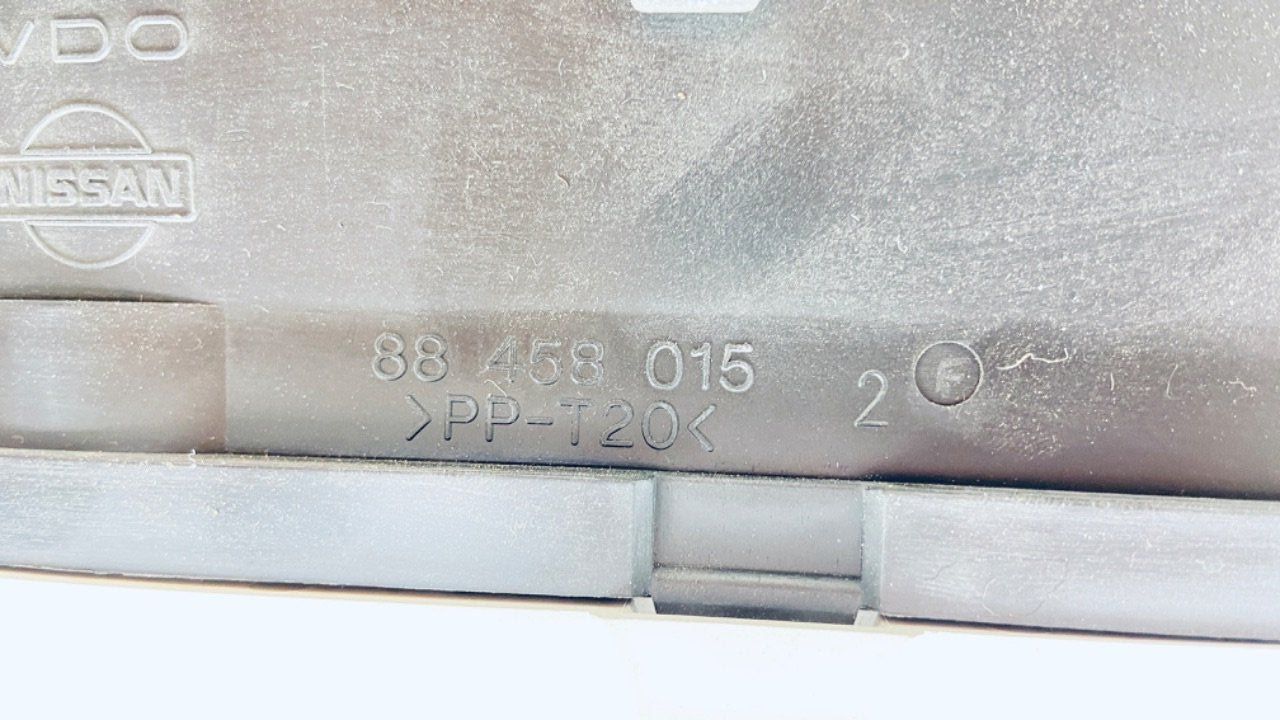 VDO
NISSAN
88 458 015
>PP-T20<
2
F